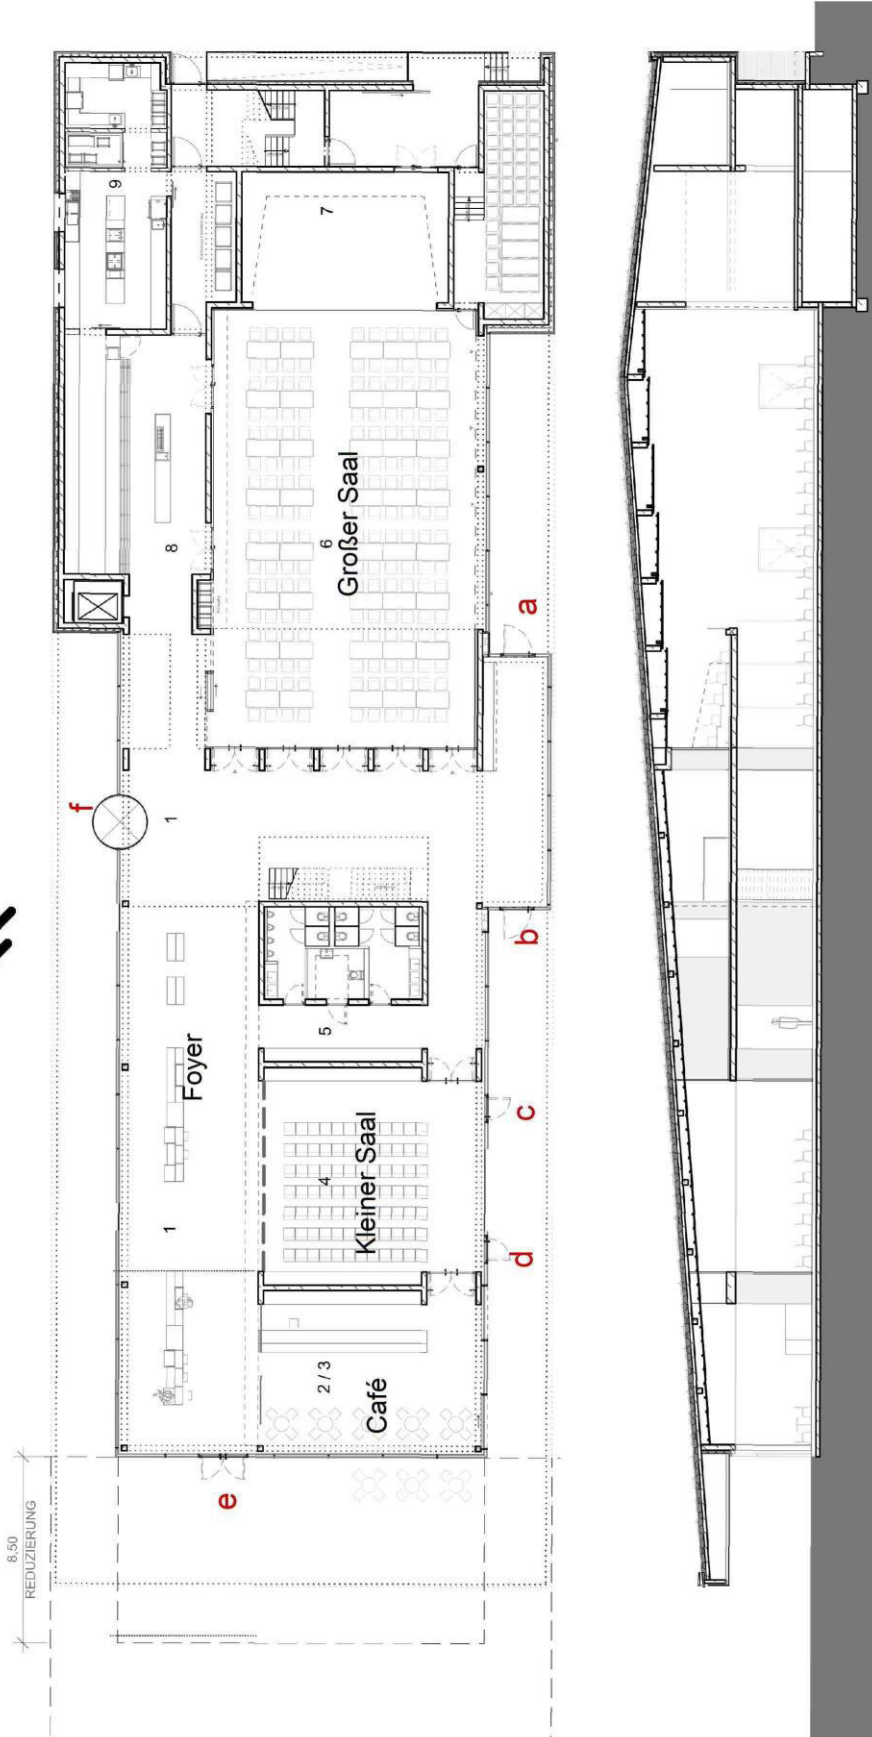 9
7
Großer Saal
6
8
a
f
1
b
5
Foyer
c
Kleiner Saal
4
1
d
2 / 3
Café
e
8,50
REDUZIERUNG